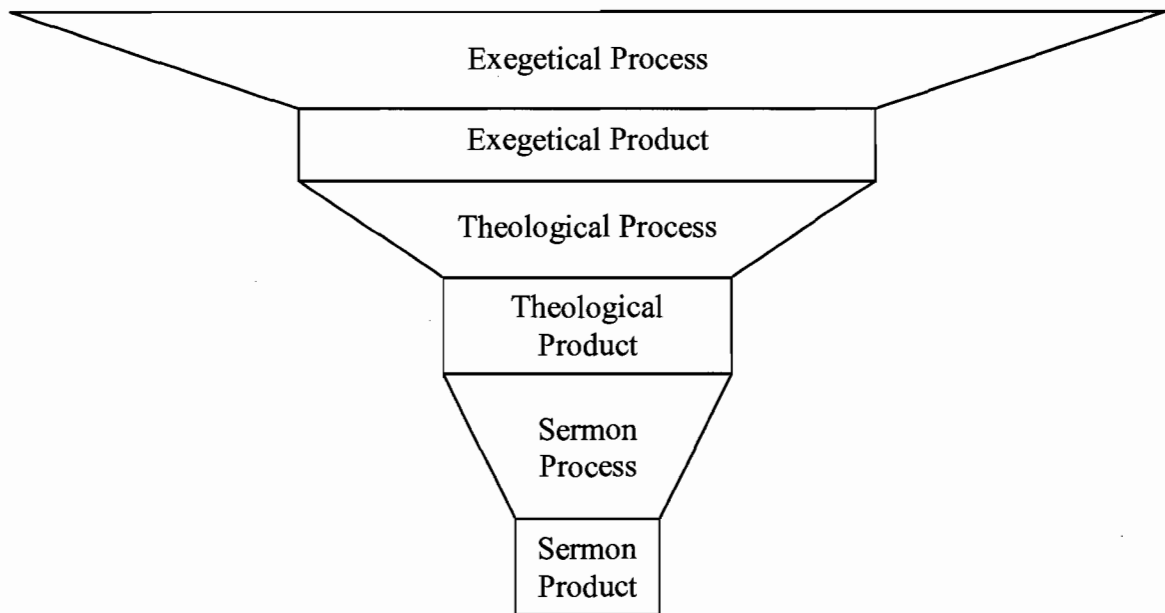 Exegetical Process
Exegetical Product
Theological Process
Theological
Product
Sermon
Process
Sermon
Product